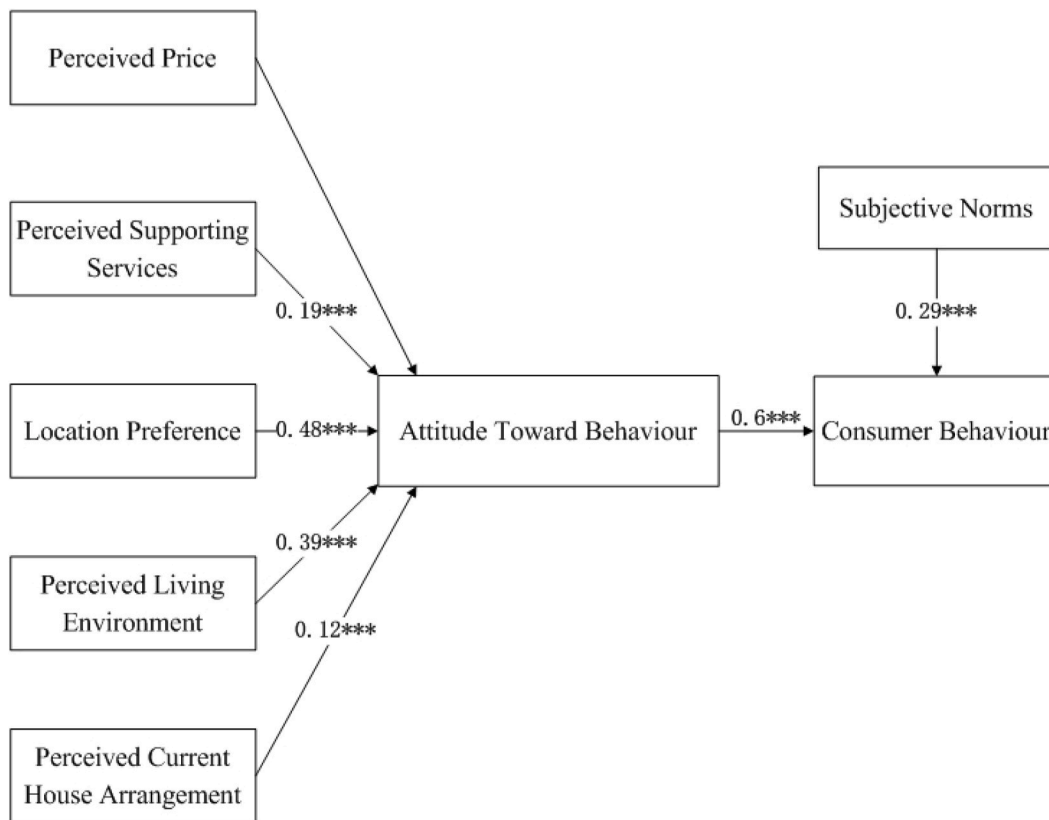 Perceived Price
Perceived Supporting
Services
Subjective Norms
0.19***
0.29***
Location Preference
0.48***
Attitude Toward Behaviour
0.6***
Consumer Behaviour
0.39***
Perceived Living
Environment
0.12***
Perceived Current
House Arrangement